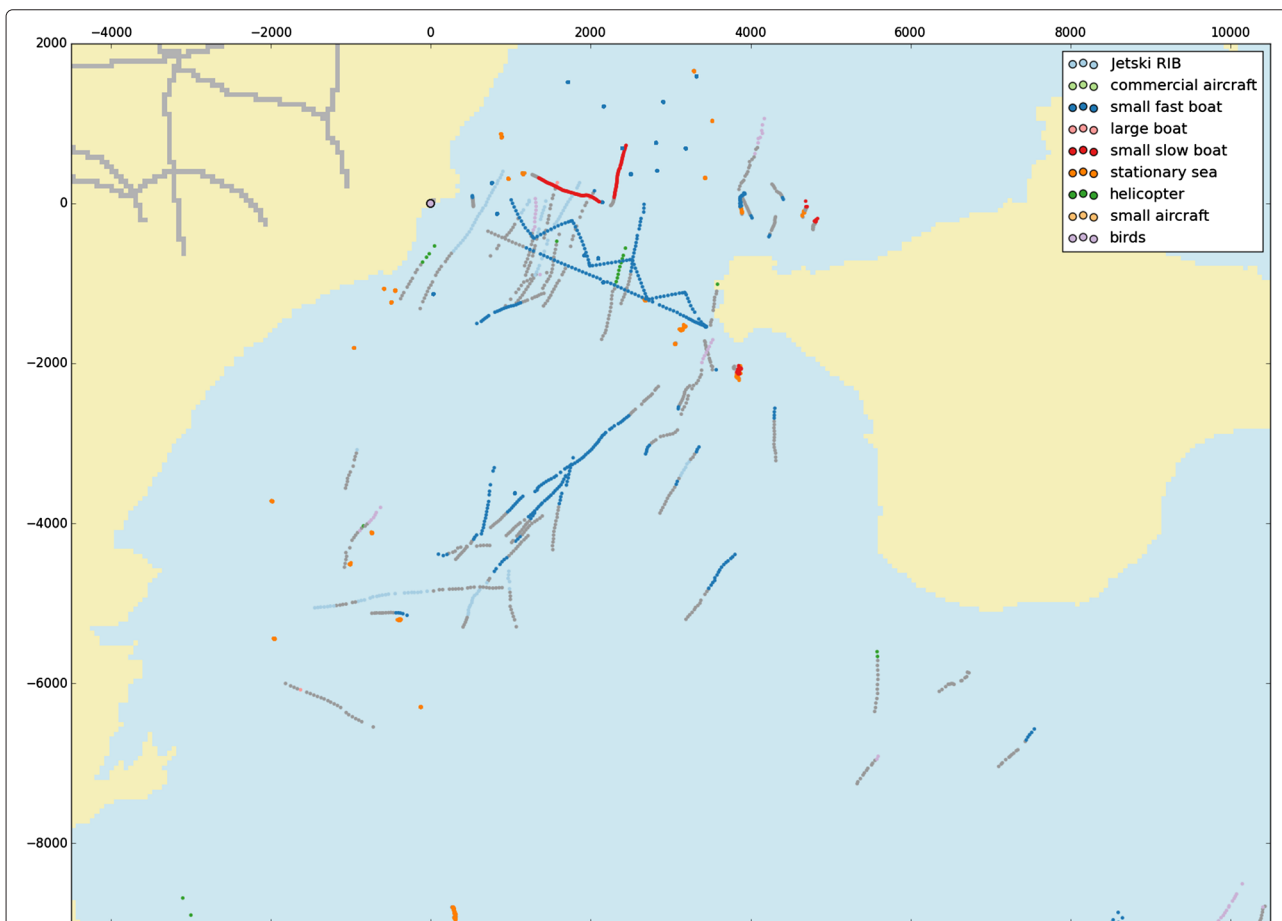 −4000 −2000 0 2000 4000 6000 8000 10000
2000
0
−2000
−4000
−6000
−8000
Jetski RIB
commercial aircraft
small fast boat
large boat
small slow boat
stationary sea
helicopter
small aircraft
birds